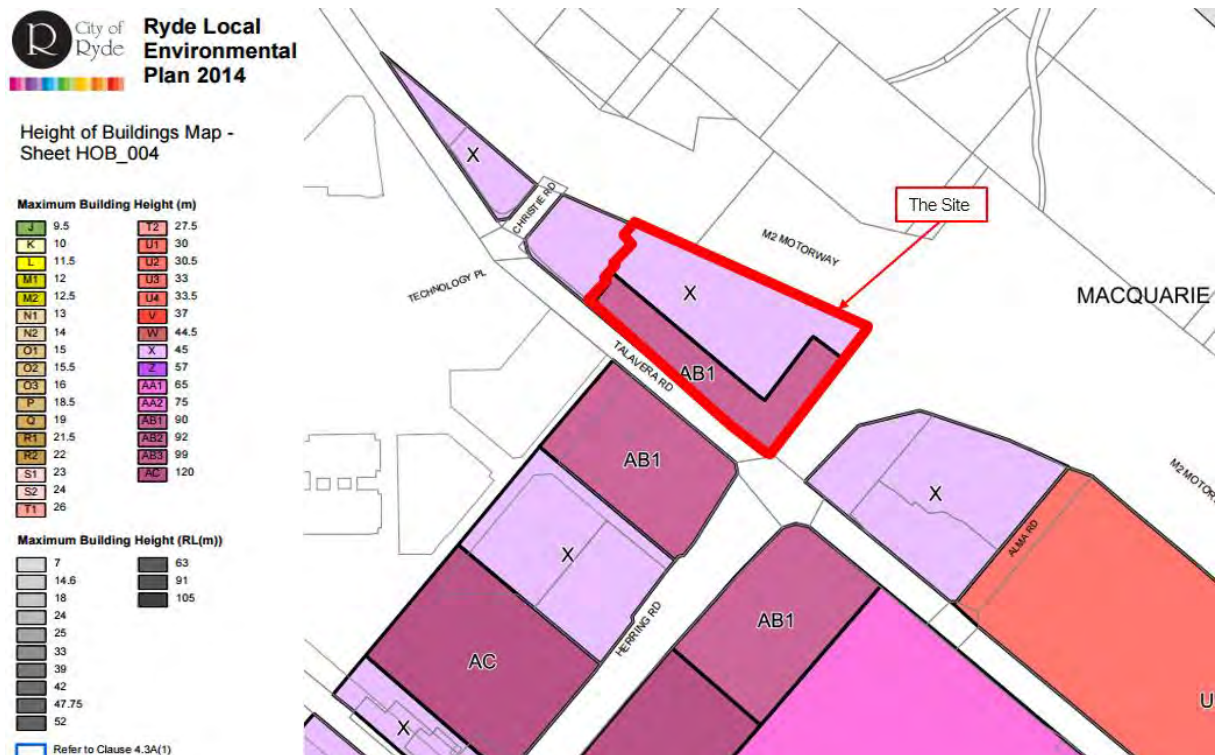 City of
Ryde
R
Ryde Local
Environmental
Plan 2014
Height of Buildings Map -
Sheet HOB_004
Maximum Building Height (m)
J 9.5
K 10
L 11.5
M1 12
M2 12.5
N1 13
N2 14
O1 15
O2 15.5
O3 16
P 18.5
Q 19
R1 21.5
R2 22
S1 23
S2 24
T1 26
T2 27.5
U1 30
U2 30.5
U3 33
U4 33.5
V 37
W 44.5
X 45
Z 57
AA1 65
AA2 75
AB1 90
AB2 92
AB3 99
AC 120
Maximum Building Height (RL(m))
7
14.6
18
24
25
33
39
42
47.75
52
63
91
105
Refer to Clause 4.3A(1)
X
CHRISTIE RD
The Site
M2 MOTORWAY
TECHNOLOGY PL
X
MACQUARIE
TALAVERA RD
AB1
AB1
X
M2 MOTORW
ALMA RD
X
HERRING RD
AB1
AC
U
X